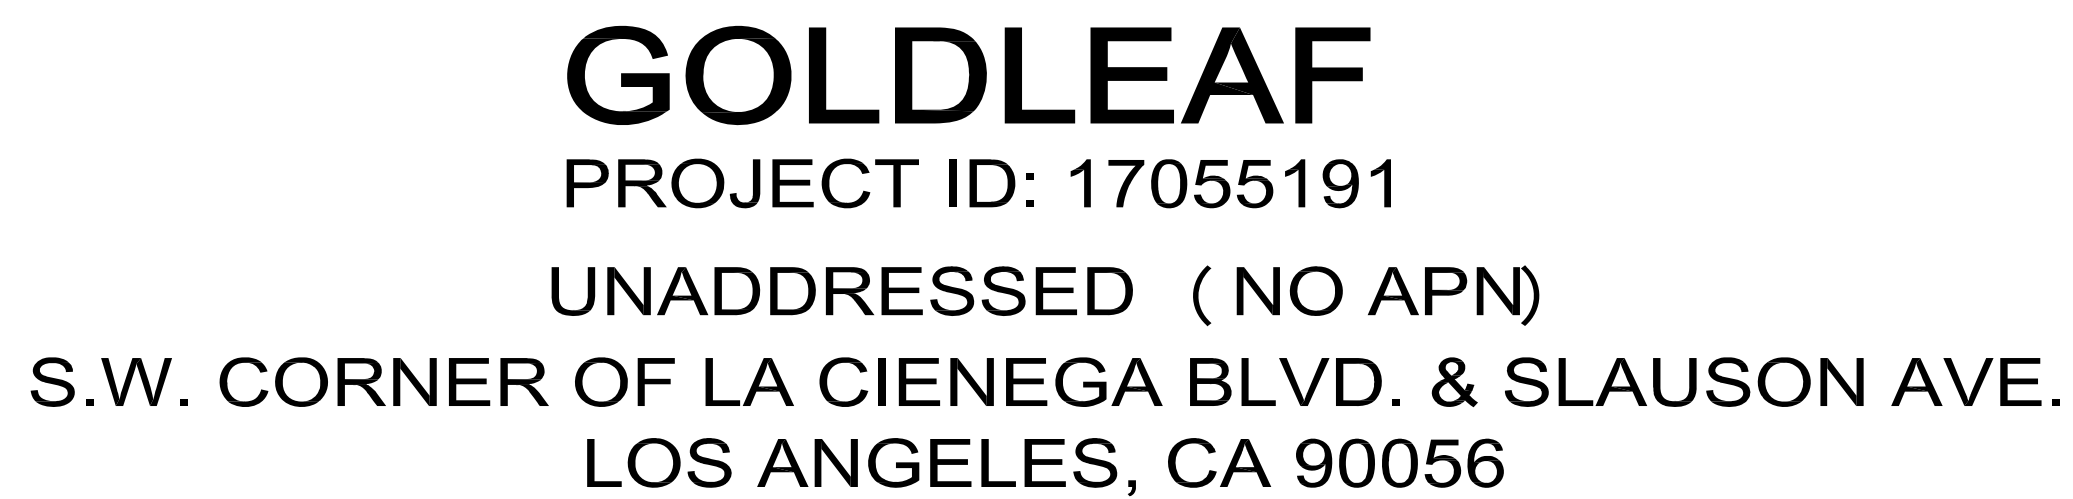 GOLDLEAF
PROJECT ID: 17055191
UNADDRESSED ( NO APN)
S.W. CORNER OF LA CIENEGA BLVD. & SLAUSON AVE.
LOS ANGELES, CA 90056